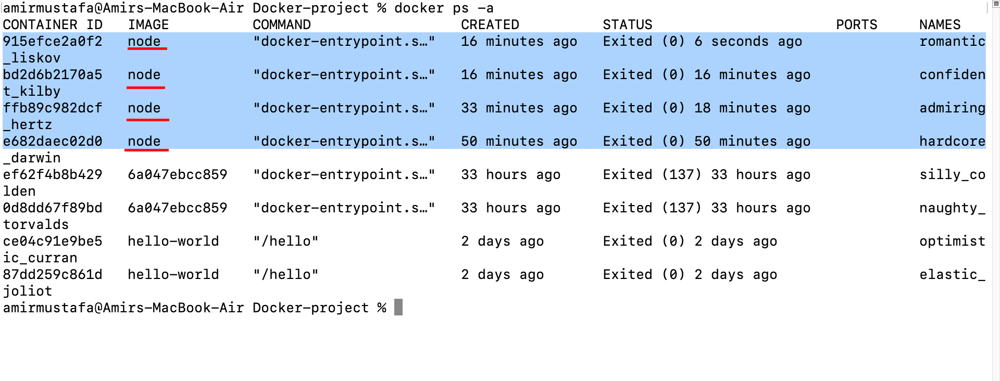 amirmustafa@Amirs-MacBook-Air Docker-project % docker ps -a
CONTAINER ID   IMAGE          COMMAND                  CREATED          STATUS                      PORTS     NAMES
915efce2a0f2   node           "docker-entrypoint.s…"   16 minutes ago   Exited (0) 6 seconds ago              romantic
_liskov
bd2d6b2170a5   node           "docker-entrypoint.s…"   16 minutes ago   Exited (0) 16 minutes ago             confiden
t_kilby
ffb89c982dcf   node           "docker-entrypoint.s…"   33 minutes ago   Exited (0) 18 minutes ago             admiring
_hertz
e682daec02d0   node           "docker-entrypoint.s…"   50 minutes ago   Exited (0) 50 minutes ago             hardcore
_darwin
ef62f4b8b429   6a047ebcc859   "docker-entrypoint.s…"   33 hours ago     Exited (137) 33 hours ago             silly_co
lden
0d8dd67f89bd   6a047ebcc859   "docker-entrypoint.s…"   33 hours ago     Exited (137) 33 hours ago             naughty_
torvalds
ce04c91e9be5   hello-world    "/hello"                 2 days ago       Exited (0) 2 days ago                 optimist
ic_curran
87dd259c861d   hello-world    "/hello"                 2 days ago       Exited (0) 2 days ago                 elastic_
joliot
amirmustafa@Amirs-MacBook-Air Docker-project %